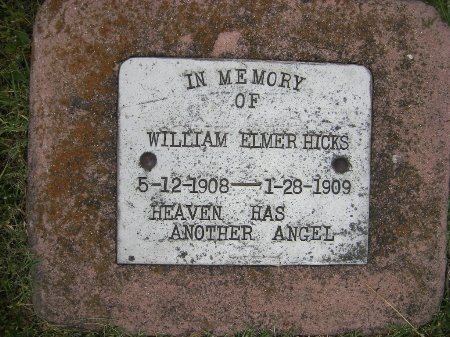 IN MEMORY
OF
WILLIAM ELMER HICKS
5-12-1908—1-28-1909
HEAVEN HAS
ANOTHER ANGEL